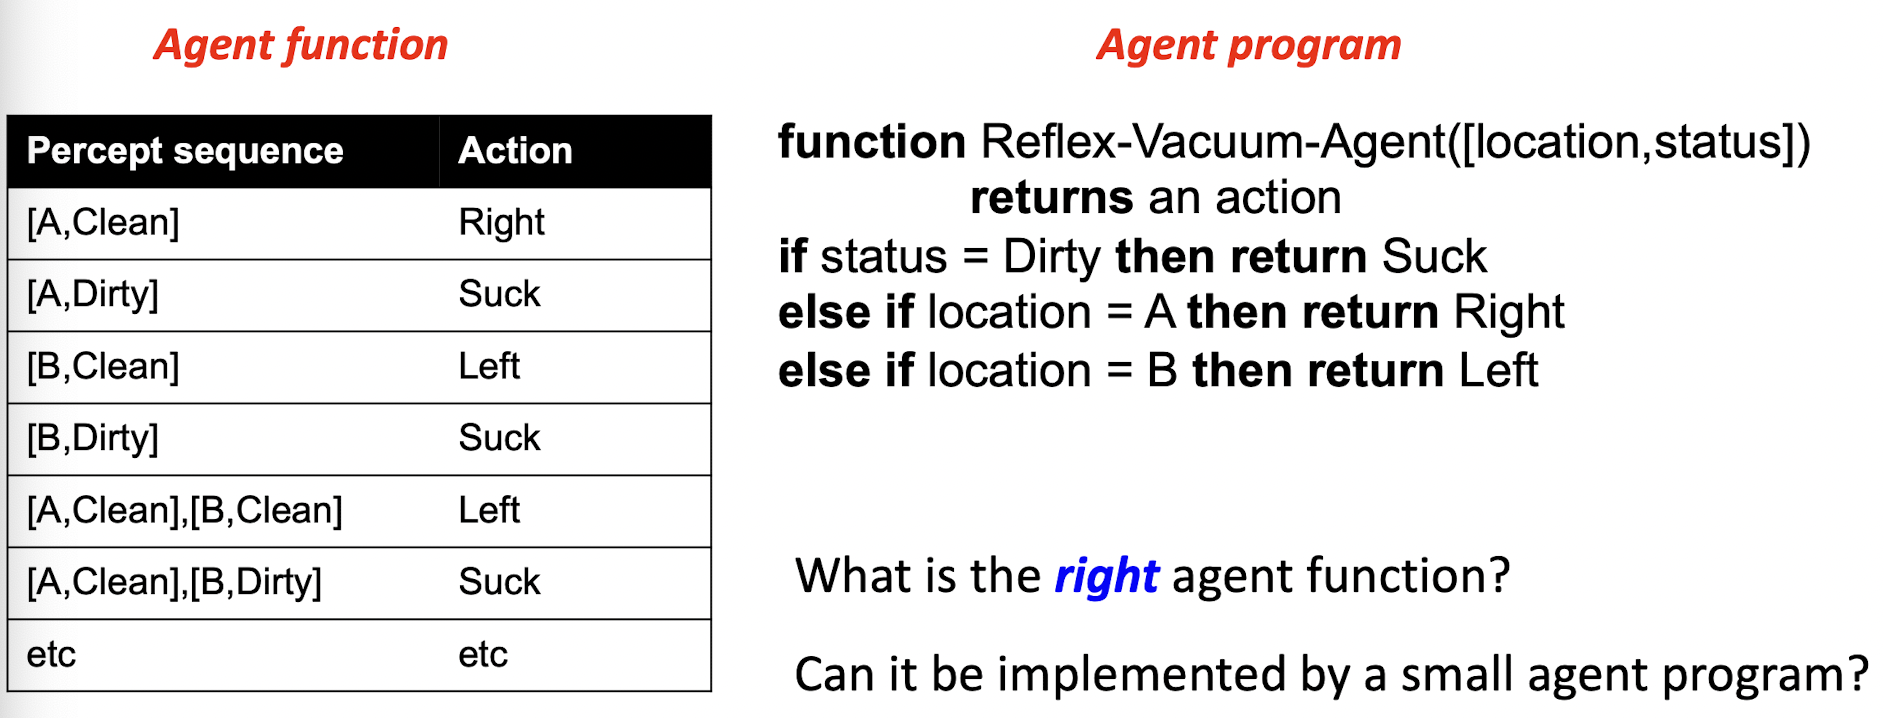 Agent function
Percept sequence Action
[A,Clean] Right
[A,Dirty] Suck
[B,Clean] Left
[B,Dirty] Suck
[A,Clean],[B,Clean] Left
[A,Clean],[B,Dirty] Suck
etc etc
Agent program
function Reflex-Vacuum-Agent([location,status])
returns an action
if status = Dirty then return Suck
else if location = A then return Right
else if location = B then return Left
What is the right agent function?
Can it be implemented by a small agent program?